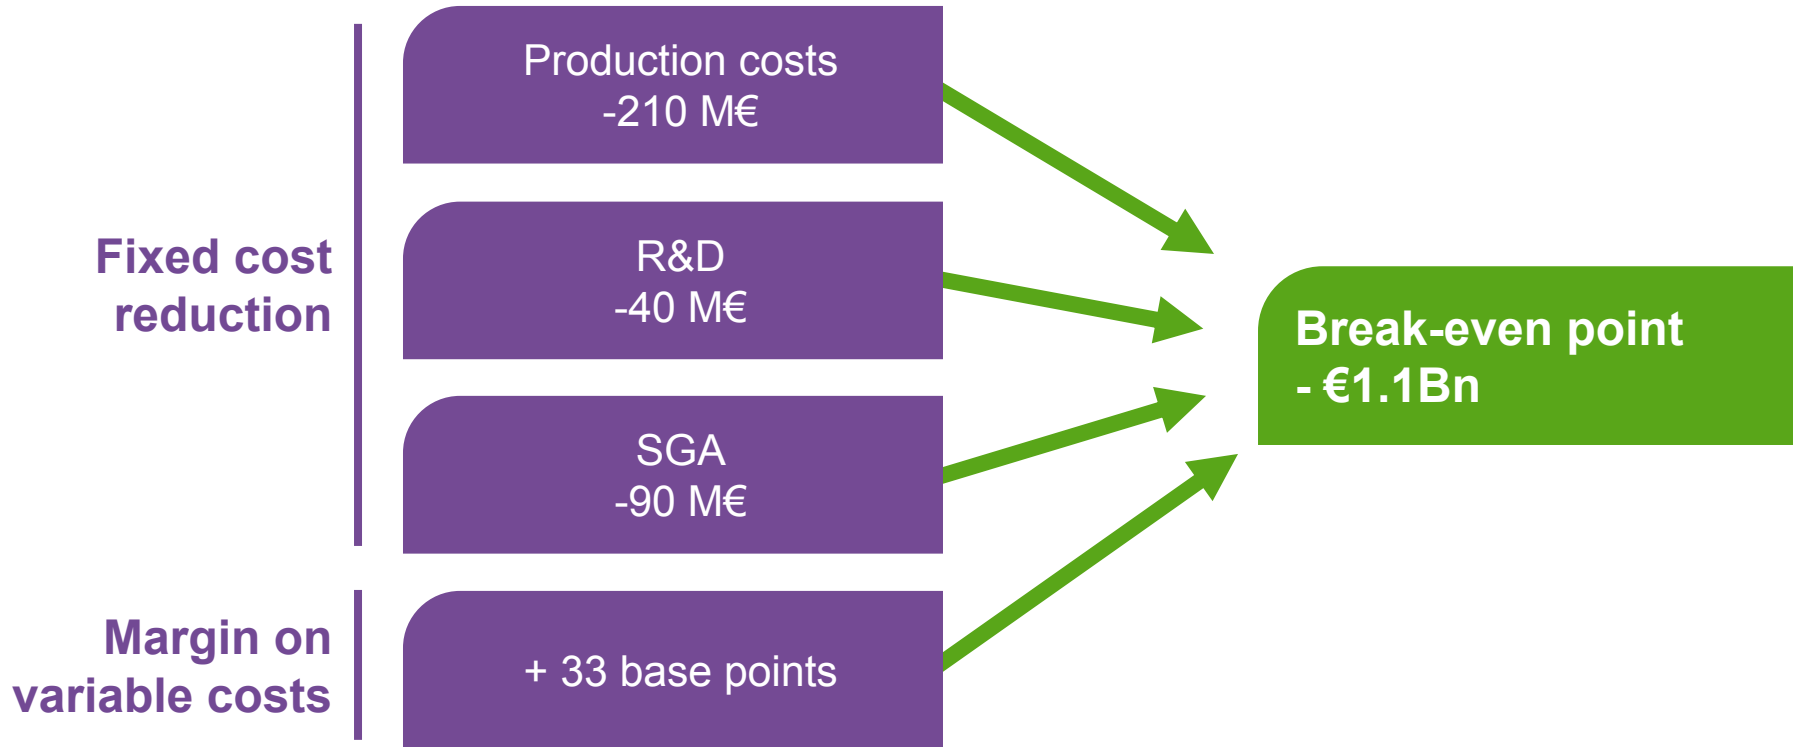 Fixed cost
reduction
Production costs
-210 M€
R&D
-40 M€
SGA
-90 M€
Margin on
variable costs
+ 33 base points
Break-even point
- €1.1Bn